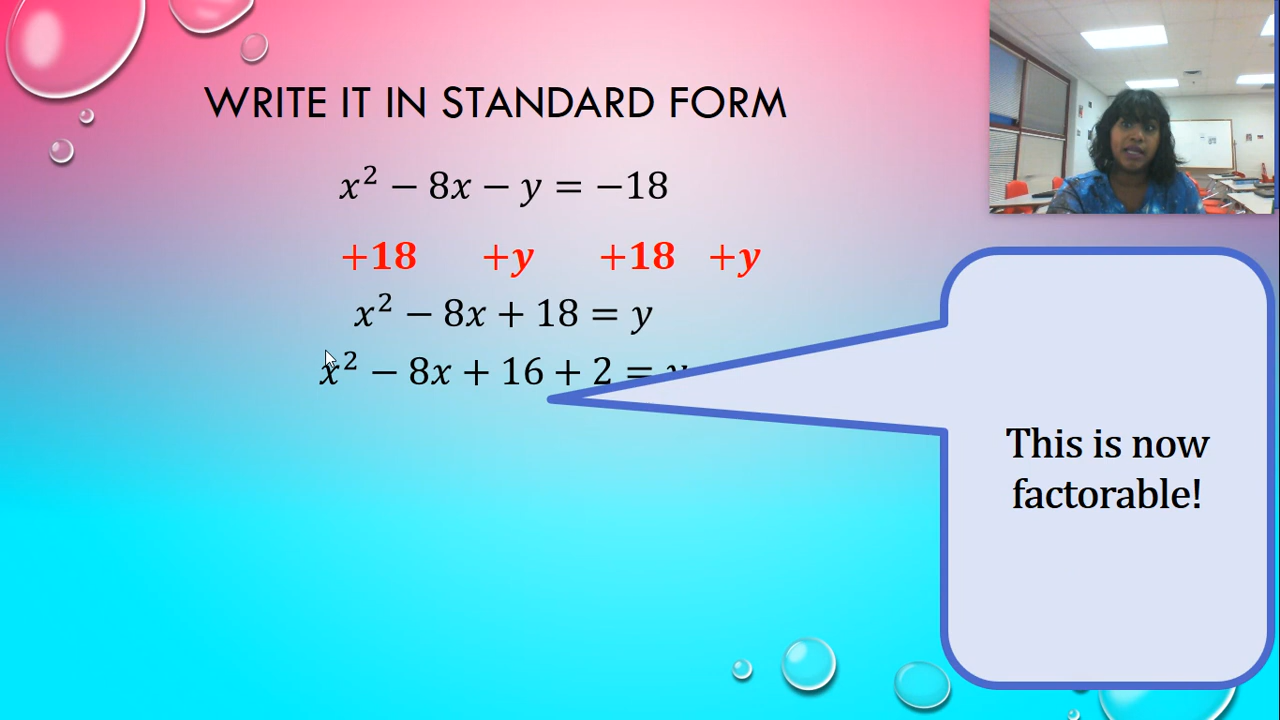 WRITE IT IN STANDARD FORM
x² − 8x − y = −18
+18 +y +18 +y
x² − 8x + 18 = y
x² − 8x + 16 + 2 = y
This is now
factorable!